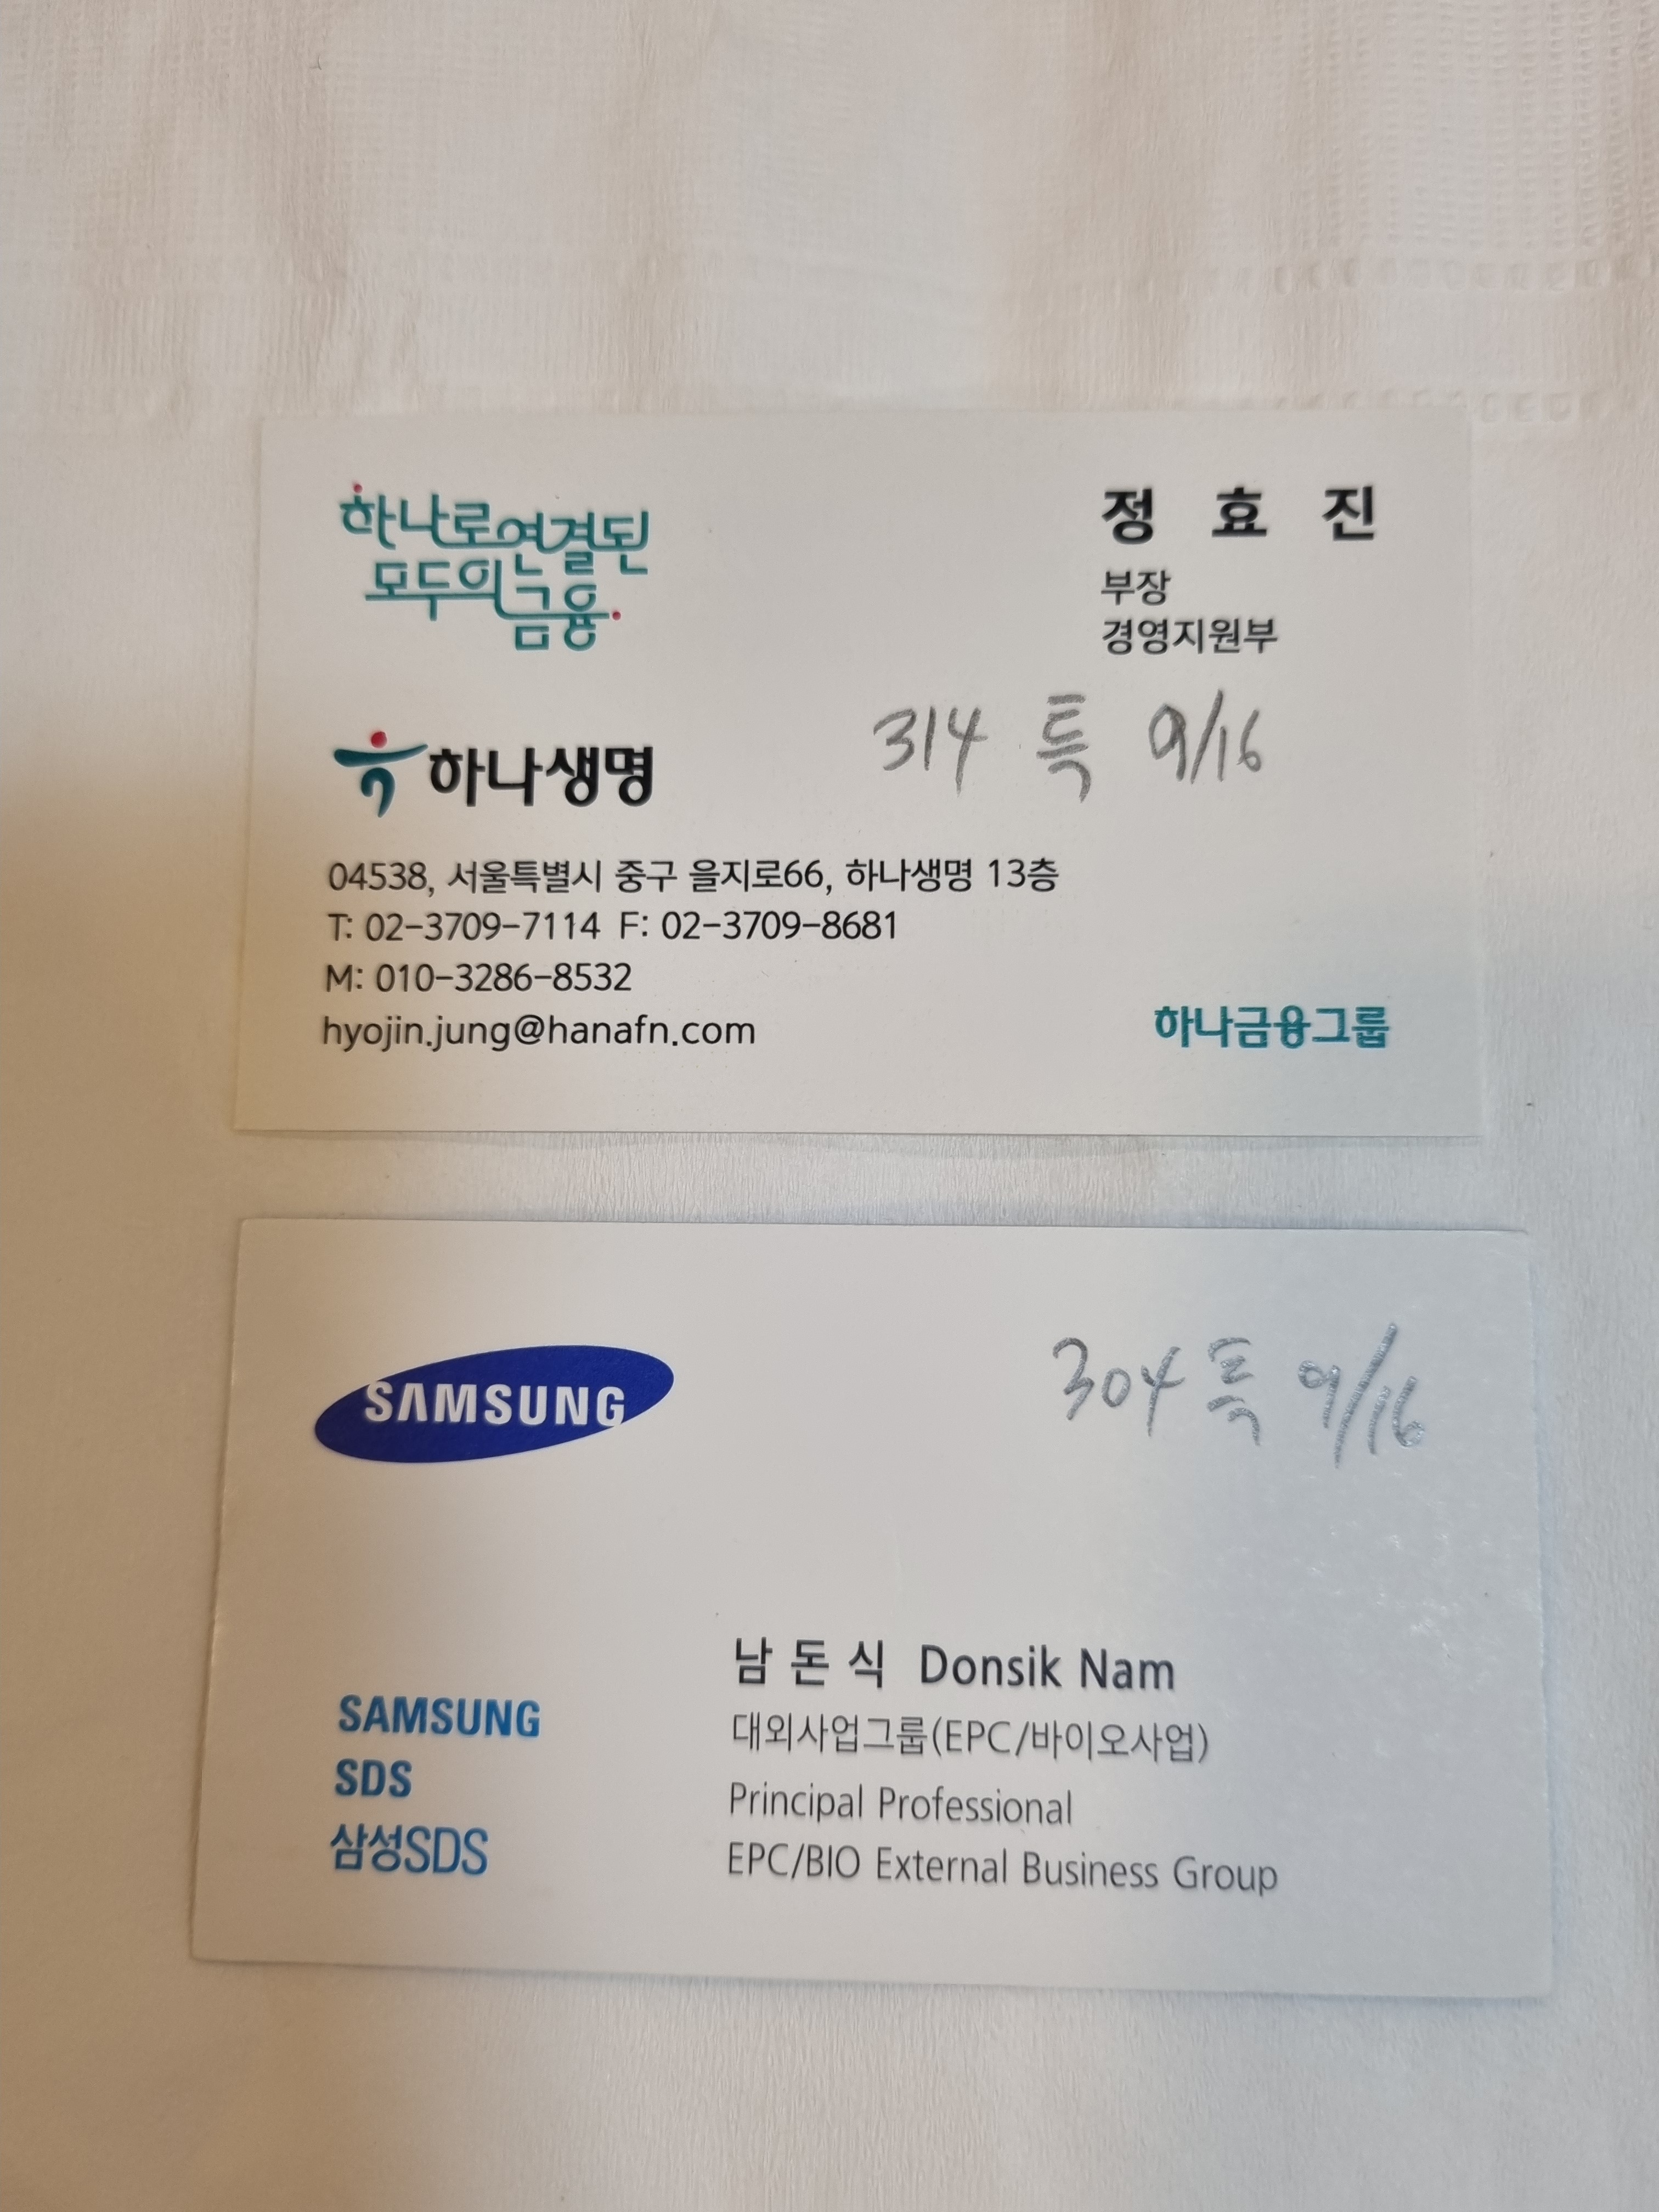 하나로연결된
모두의금융
정 효 진
부장
경영지원부
314 특 9/16
하나생명
04538, 서울특별시 중구 을지로66, 하나생명 13층
T: 02-3709-7114 F: 02-3709-8681
M: 010-3286-8532
hyojin.jung@hanafn.com
하나금융그룹
SAMSUNG
304 특 9/16
남 돈 식 Donsik Nam
대외사업그룹(EPC/바이오사업)
Principal Professional
EPC/BIO External Business Group
SAMSUNG
SDS
삼성SDS